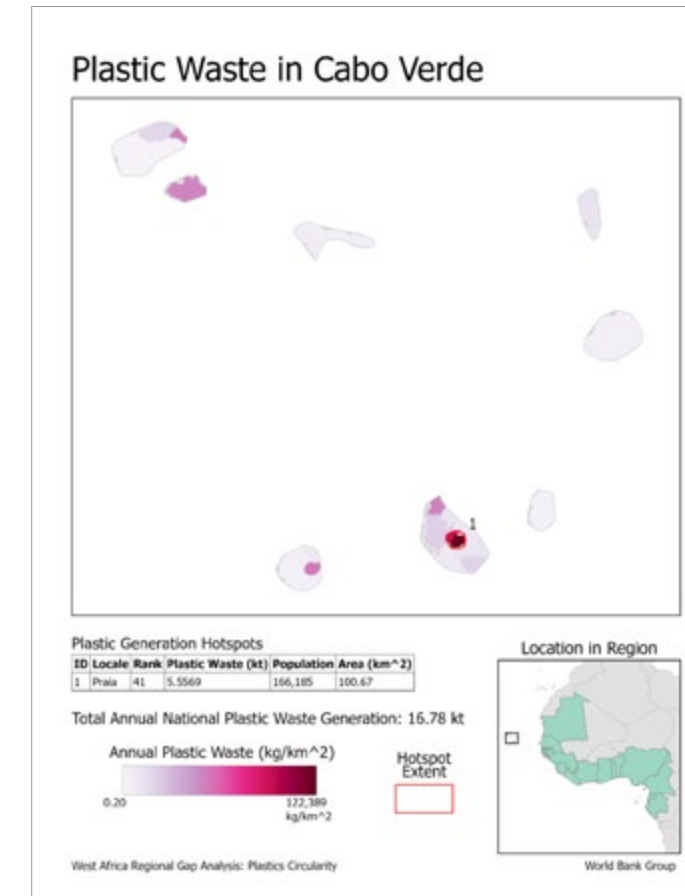 Plastic Waste in Cabo Verde
1
Plastic Generation Hotspots
ID Locale Rank Plastic Waste (kt) Population Area (km^2)
1 Praia 41 5.5569 166,185 100.67
Total Annual National Plastic Waste Generation: 16.78 kt
Annual Plastic Waste (kg/km^2)
0.20
122,389
kg/km^2
Hotspot
Extent
Location in Region
West Africa Regional Gap Analysis: Plastics Circularity
World Bank Group